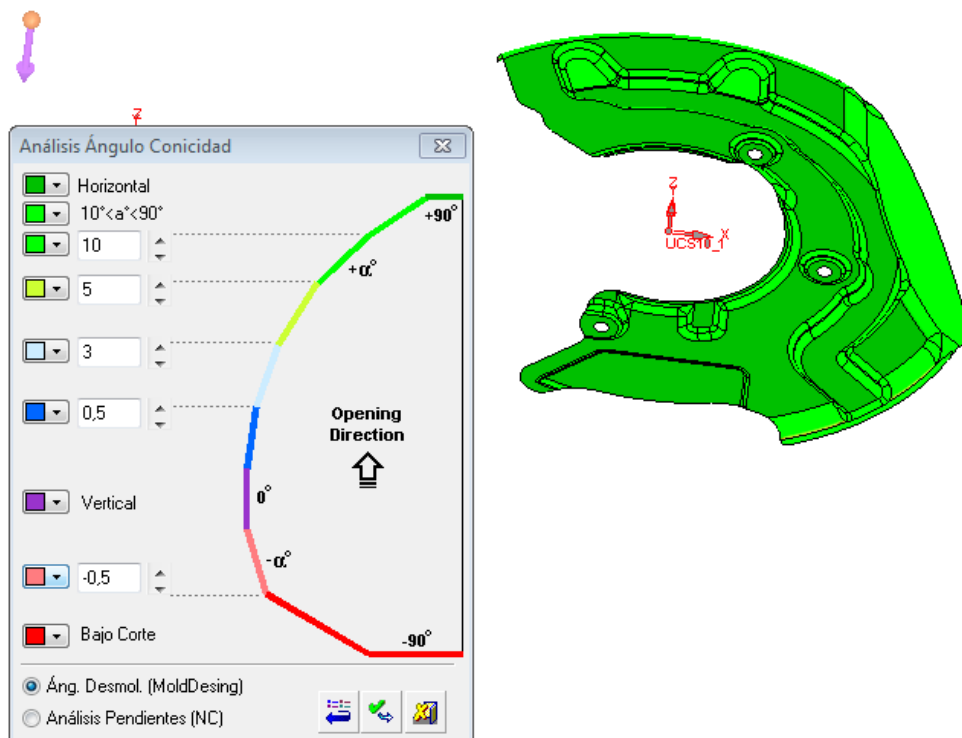 Z
Análisis Ángulo Conicidad
Horizontal
10°<a°<90°
10
5
3
0,5
Vertical
-0,5
Bajo Corte
+90°
+α°
Opening
Direction
0°
-α°
-90°
Áng. Desmol. (MoldDesing)
Análisis Pendientes (NC)
Z
X
UCS10_1